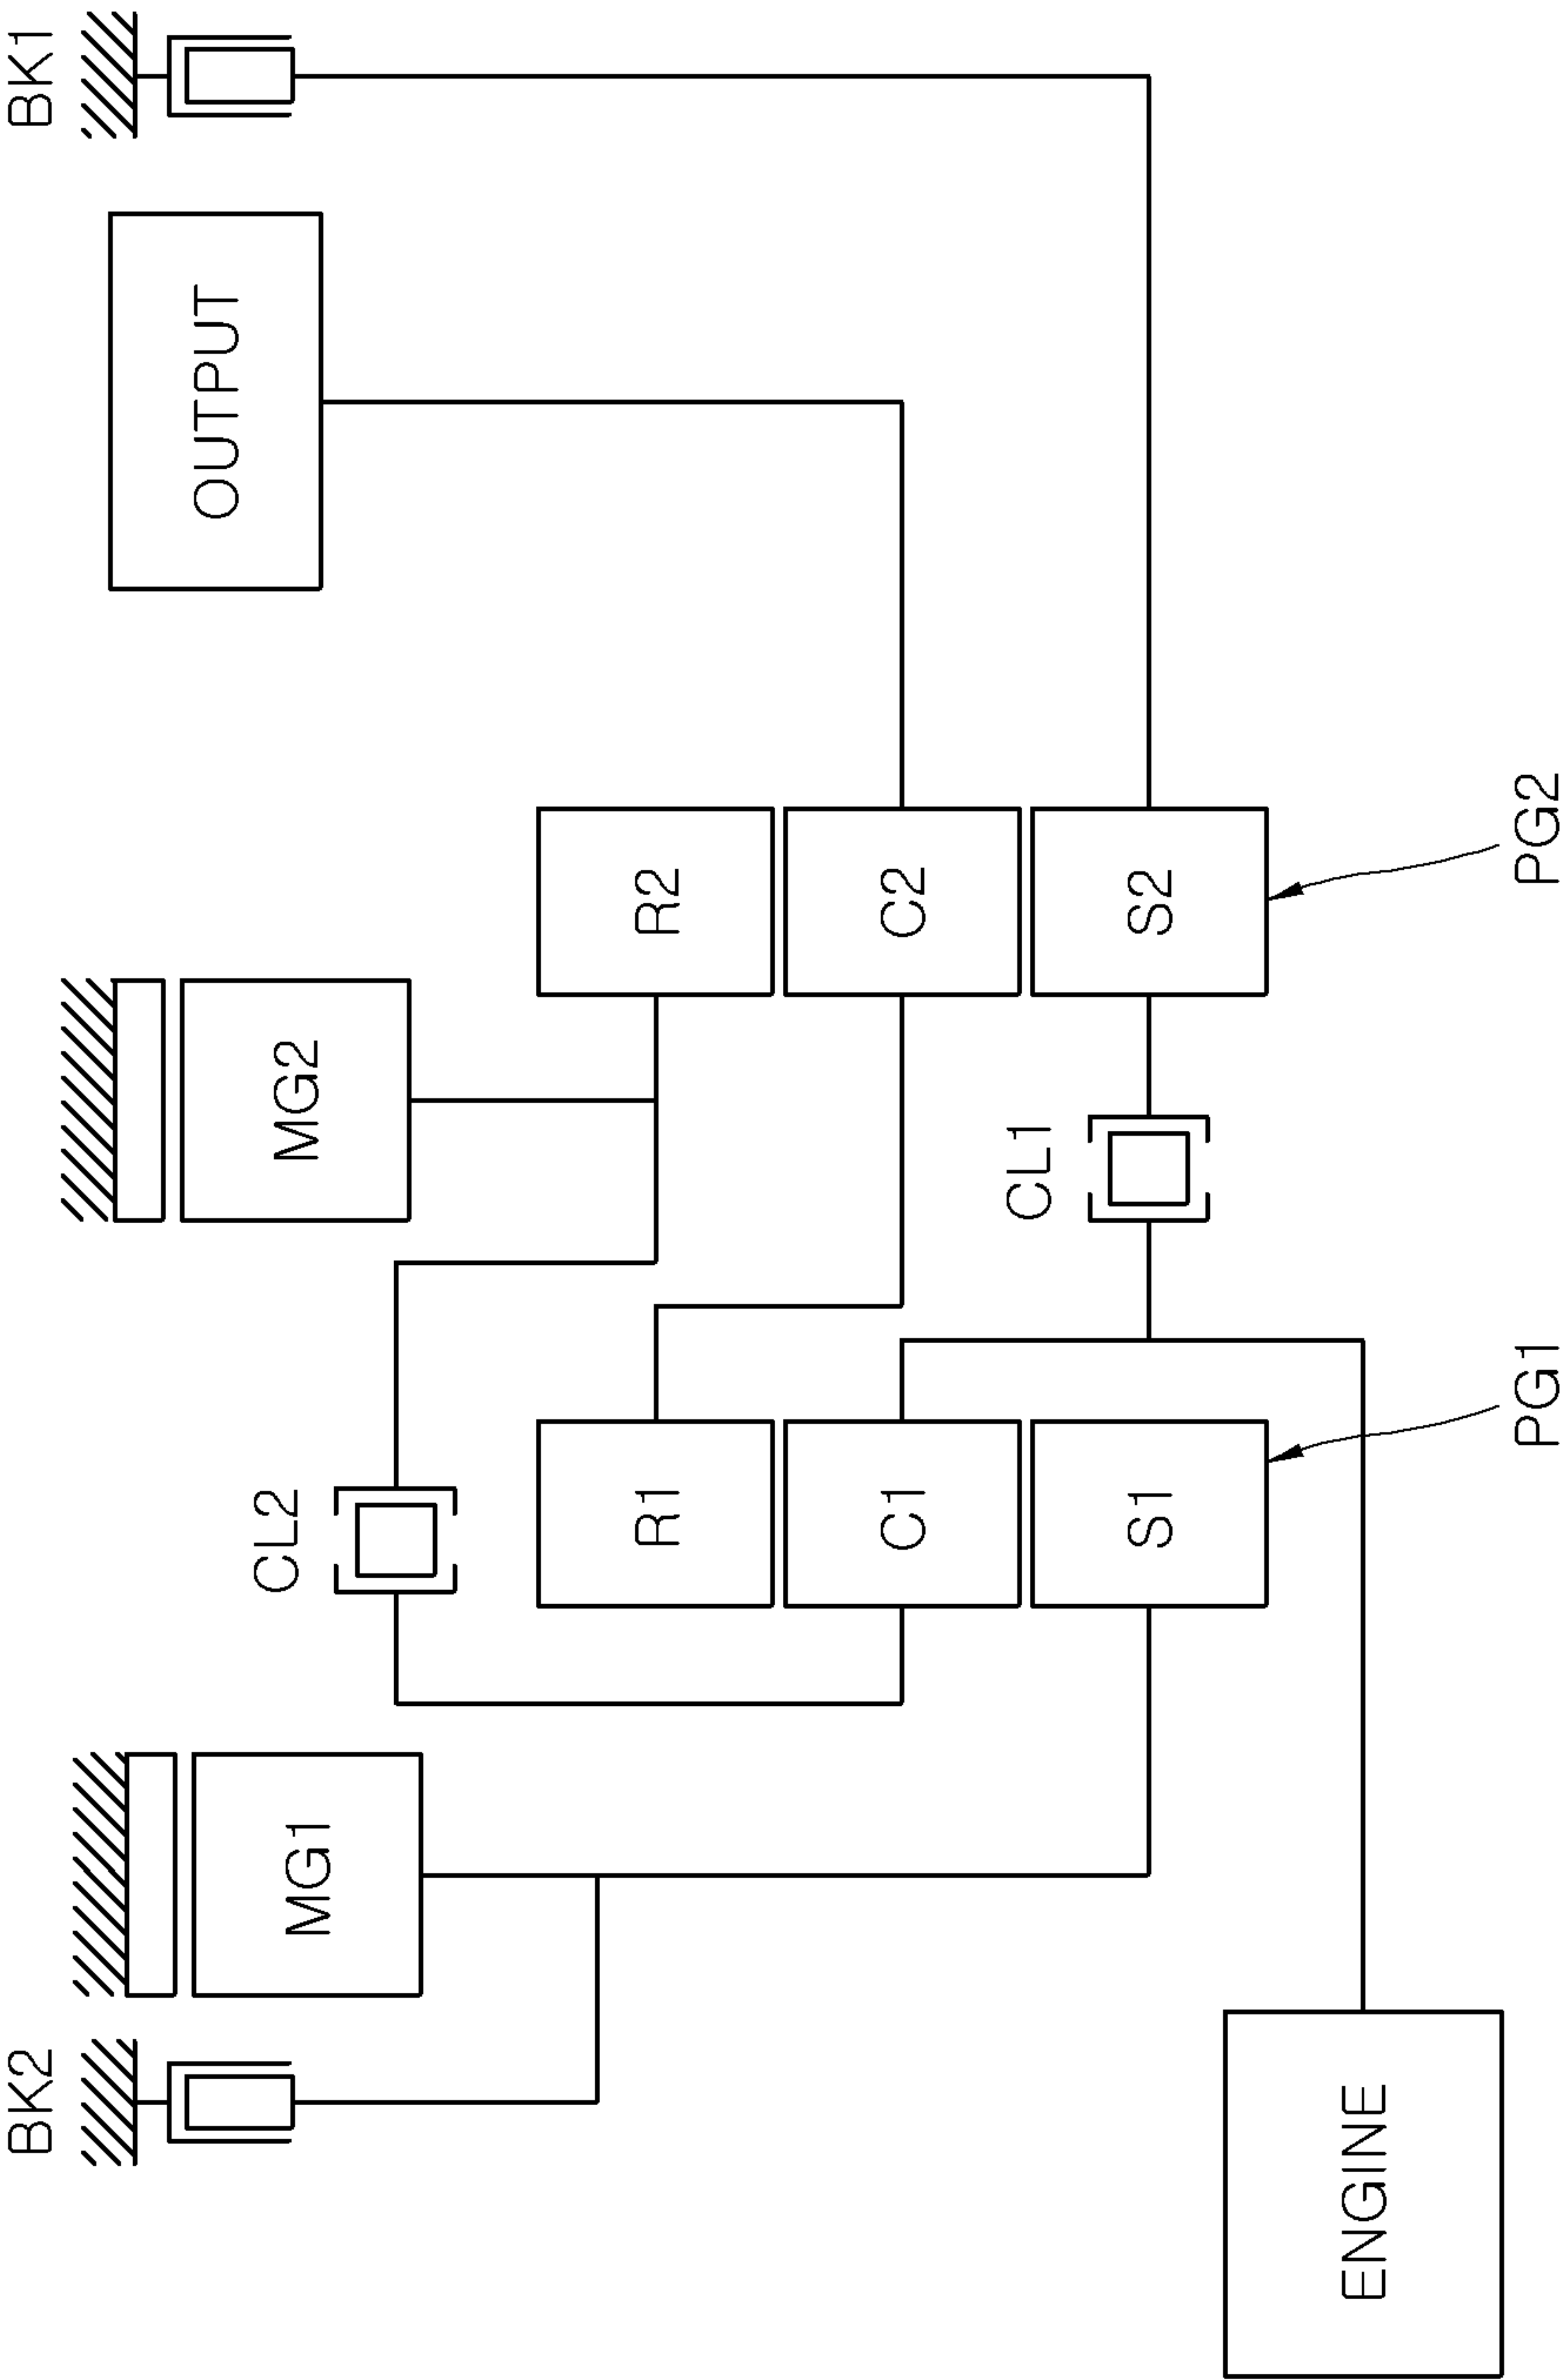 BK2
MG1
CL2
MG2
OUTPUT
BK1
R1
R2
C1
C2
CL1
S1
S2
ENGINE
PG1
PG2